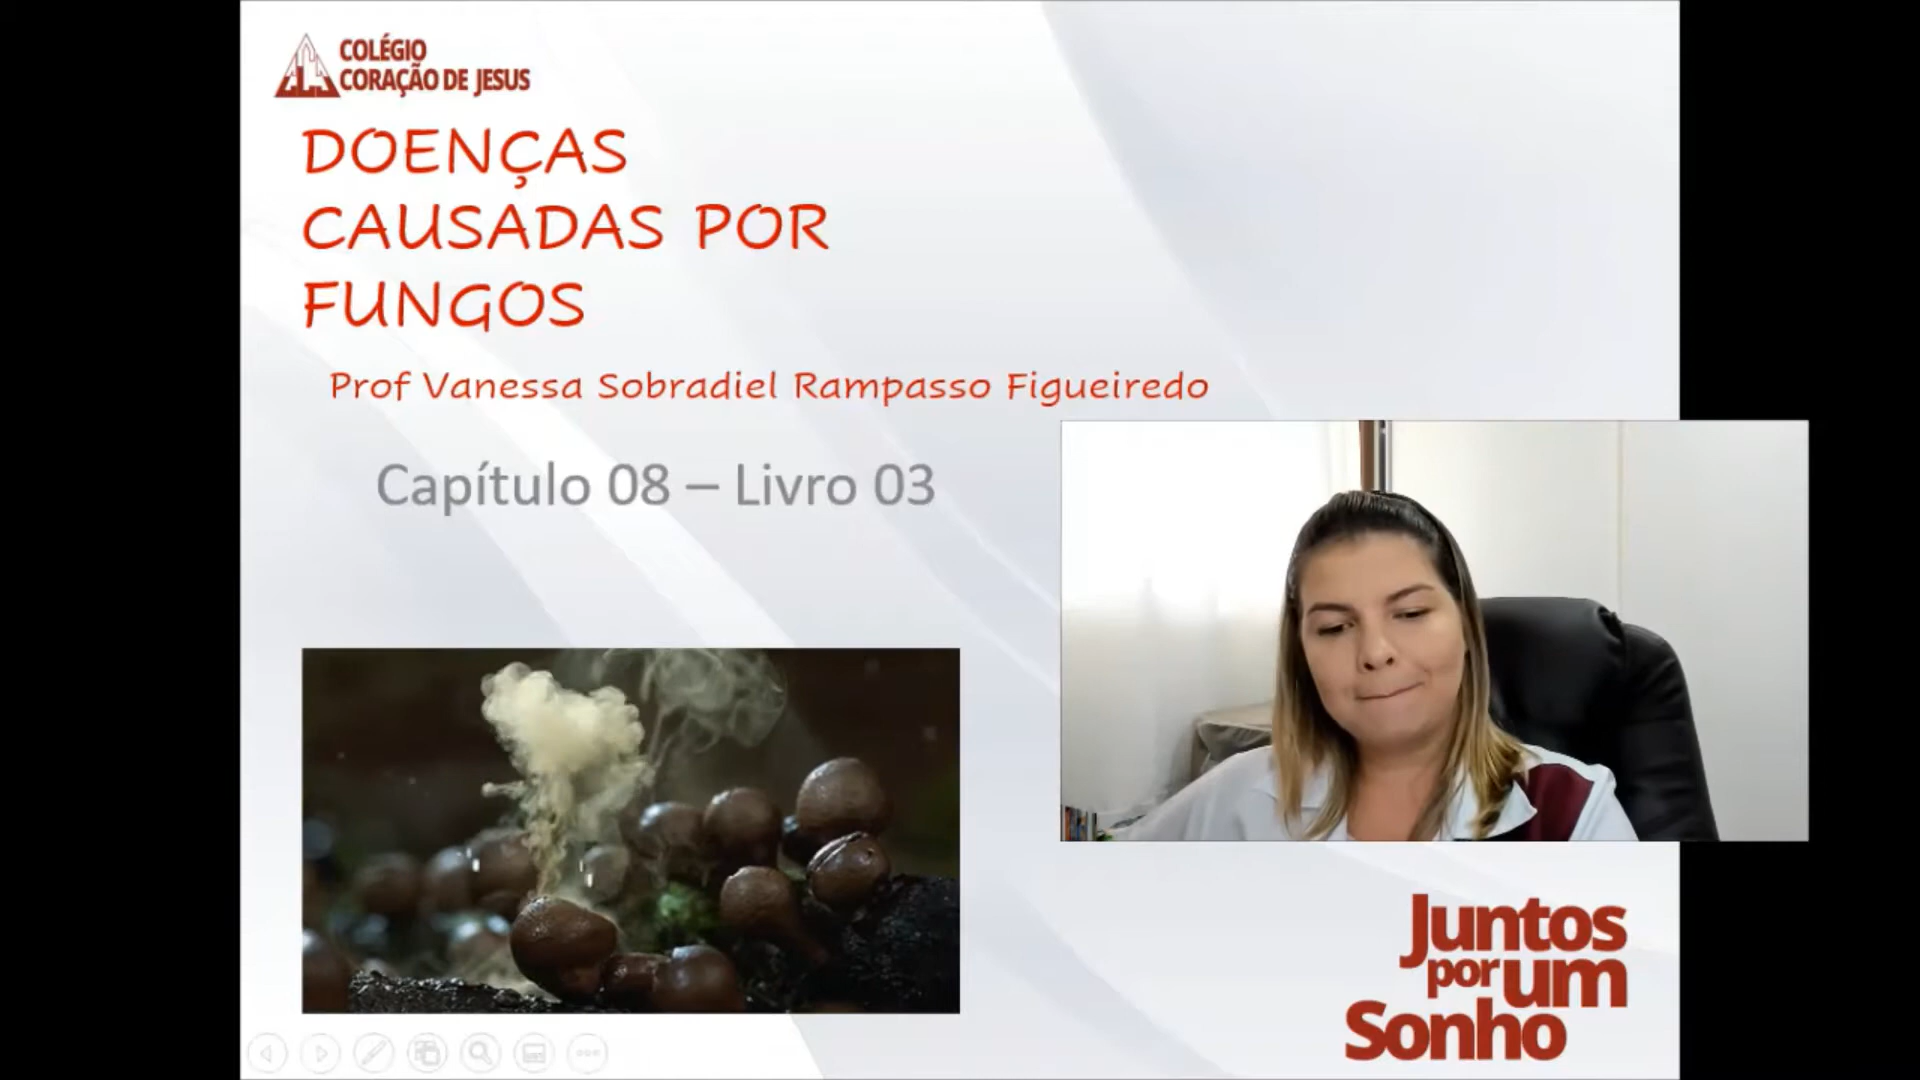 COLÉGIO
CORAÇÃO DE JESUS
DOENÇAS
CAUSADAS POR
FUNGOS
Prof Vanessa Sobradiel Rampasso Figueiredo
Capítulo 08 – Livro 03
Juntos
por um
Sonho